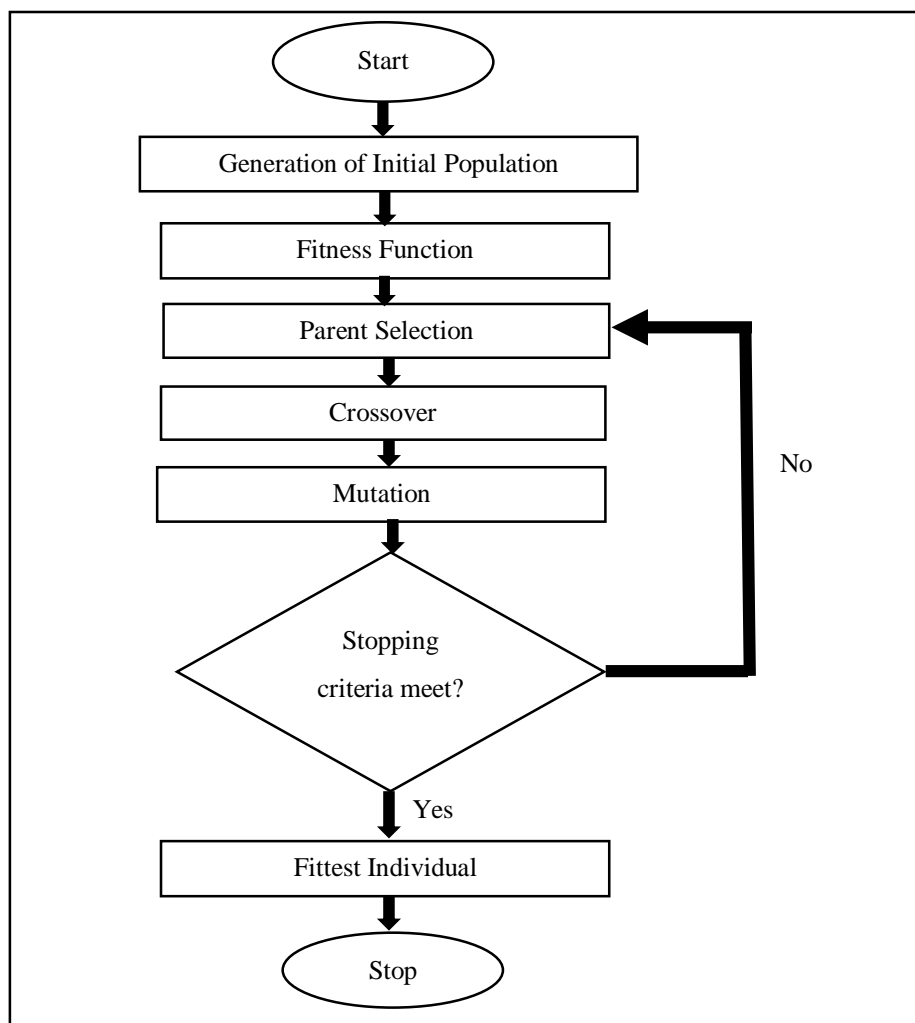 Start
Generation of Initial Population
Fitness Function
Parent Selection
Crossover
No
Mutation
Stopping
criteria meet?
Yes
Fittest Individual
Stop